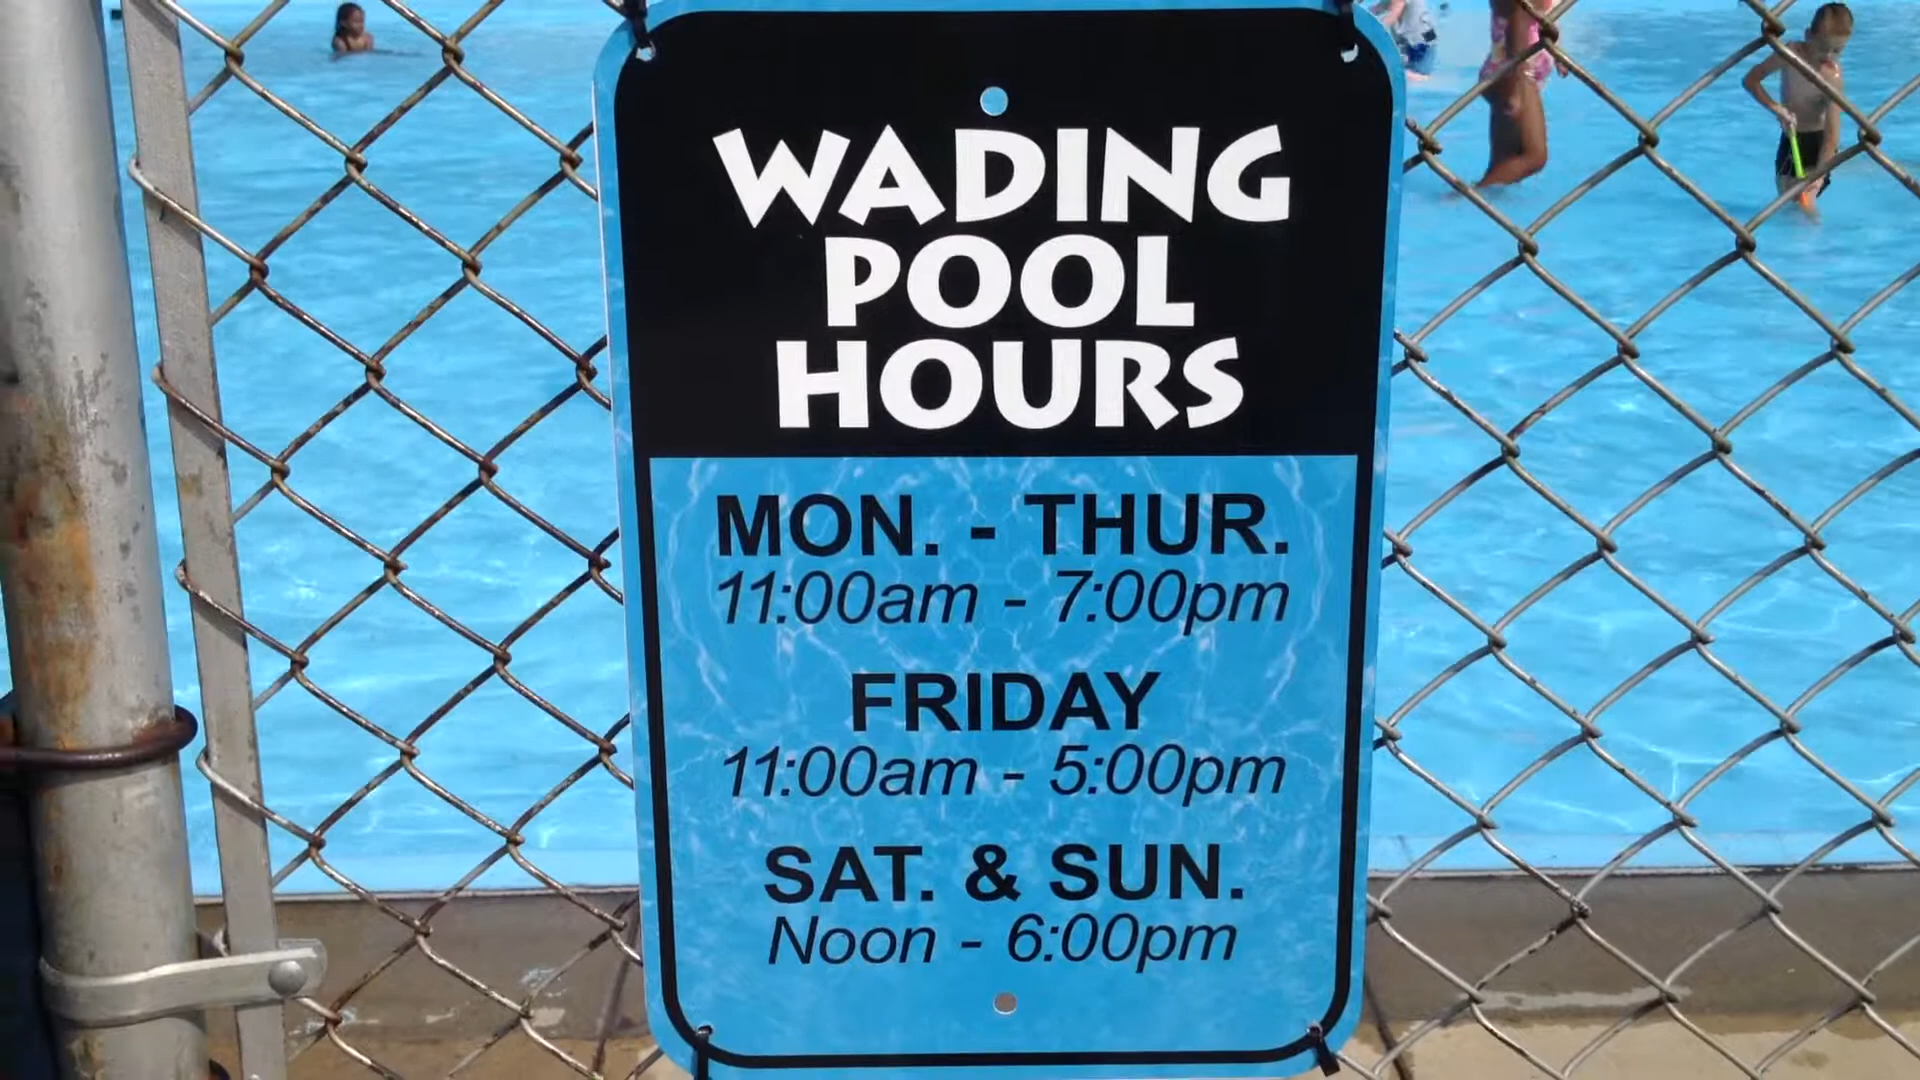 WADING
POOL
HOURS
MON. - THUR.
11:00am - 7:00pm
FRIDAY
11:00am - 5:00pm
SAT. & SUN.
Noon - 6:00pm